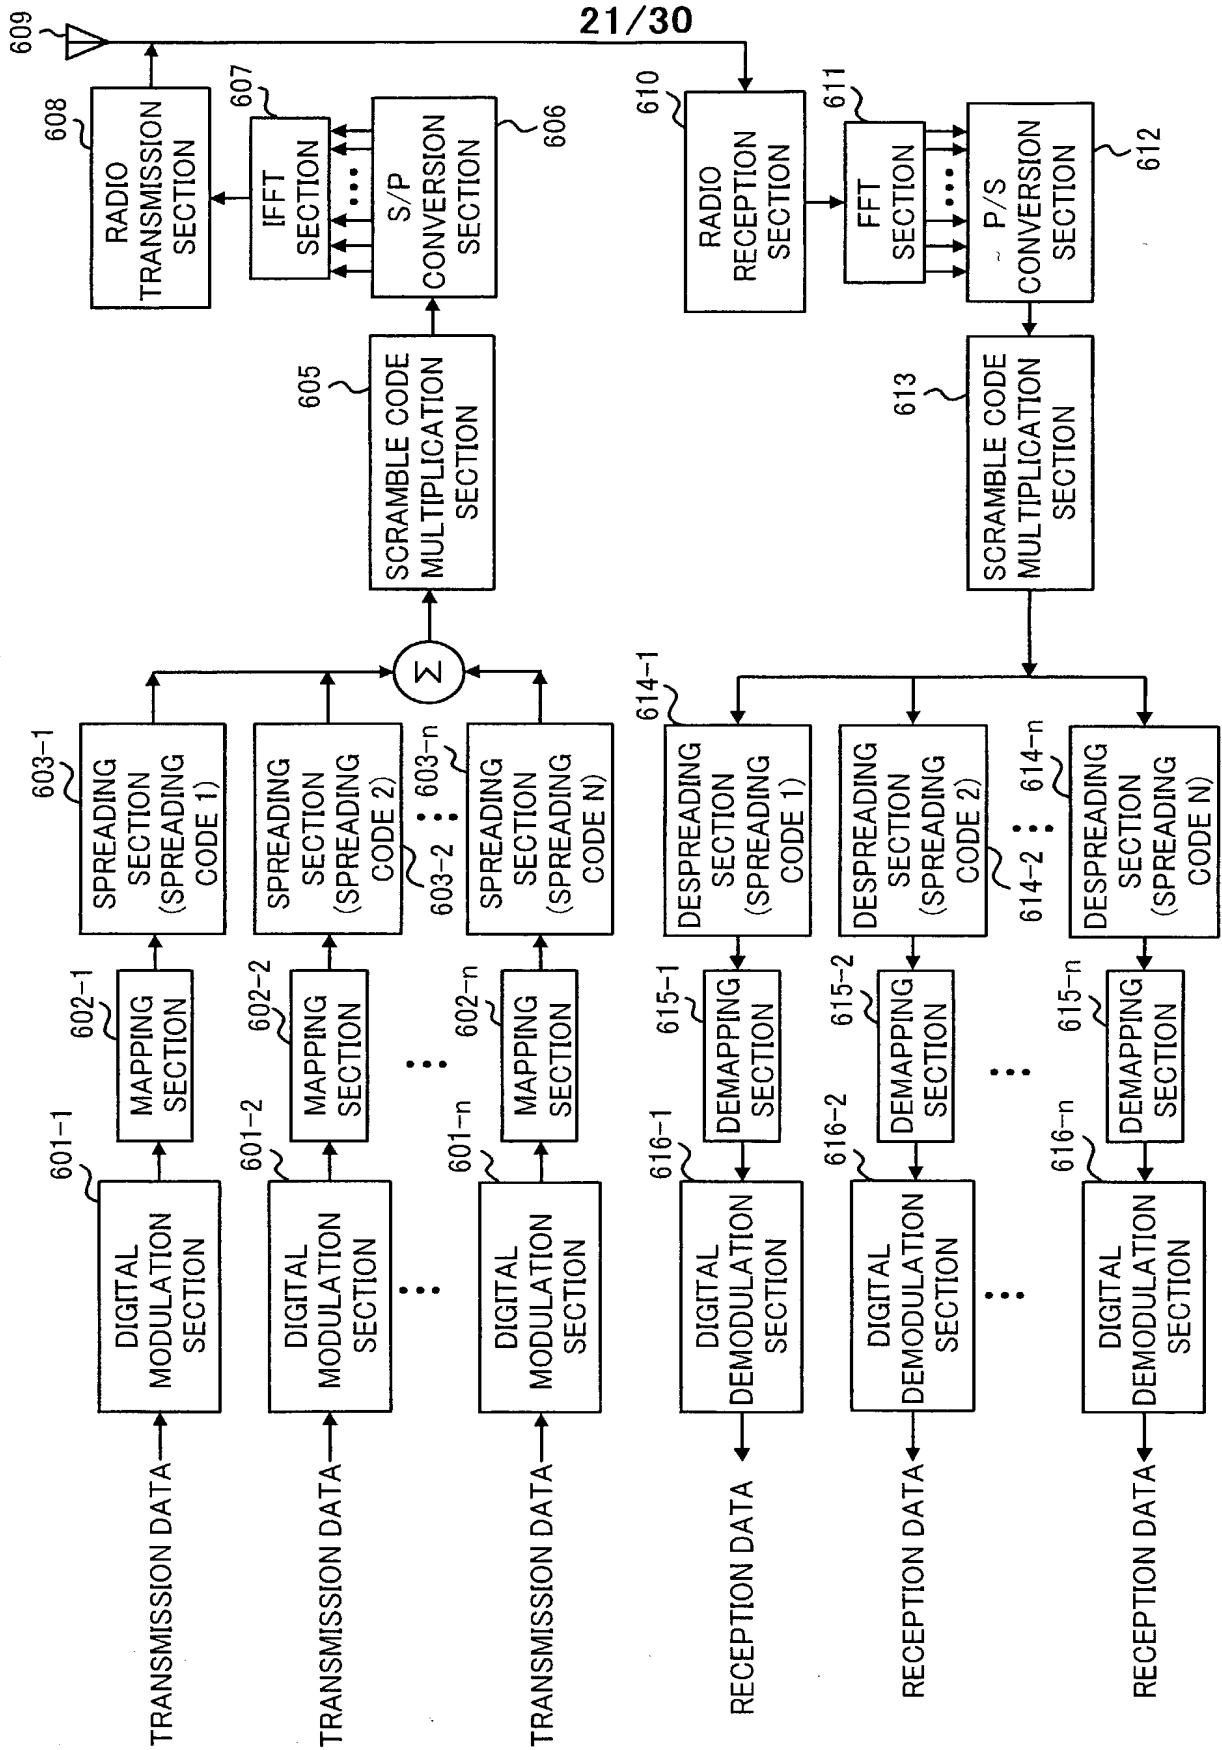 21/30
TRANSMISSION DATA
601-1
DIGITAL
MODULATION
SECTION
602-1
MAPPING
SECTION
603-1
SPREADING
SECTION
(SPREADING
CODE 1)
TRANSMISSION DATA
601-2
DIGITAL
MODULATION
SECTION
602-2
MAPPING
SECTION
SPREADING
SECTION
(SPREADING
CODE 2)
603-2
TRANSMISSION DATA
601-n
DIGITAL
MODULATION
SECTION
602-n
MAPPING
SECTION
603-n
SPREADING
SECTION
(SPREADING
CODE N)
Σ
605
SCRAMBLE CODE
MULTIPLICATION
SECTION
S/P
CONVERSION
SECTION
606
607
IFFT
SECTION
608
RADIO
TRANSMISSION
SECTION
609
610
RADIO
RECEPTION
SECTION
611
FFT
SECTION
P/S
CONVERSION
SECTION
612
613
SCRAMBLE CODE
MULTIPLICATION
SECTION
614-1
DESPREADING
SECTION
(SPREADING
CODE 1)
615-1
DEMAPPING
SECTION
616-1
DIGITAL
DEMODULATION
SECTION
RECEPTION DATA
DESPREADING
SECTION
(SPREADING
CODE 2)
614-2
615-2
DEMAPPING
SECTION
616-2
DIGITAL
DEMODULATION
SECTION
RECEPTION DATA
614-n
DESPREADING
SECTION
(SPREADING
CODE N)
615-n
DEMAPPING
SECTION
616-n
DIGITAL
DEMODULATION
SECTION
RECEPTION DATA